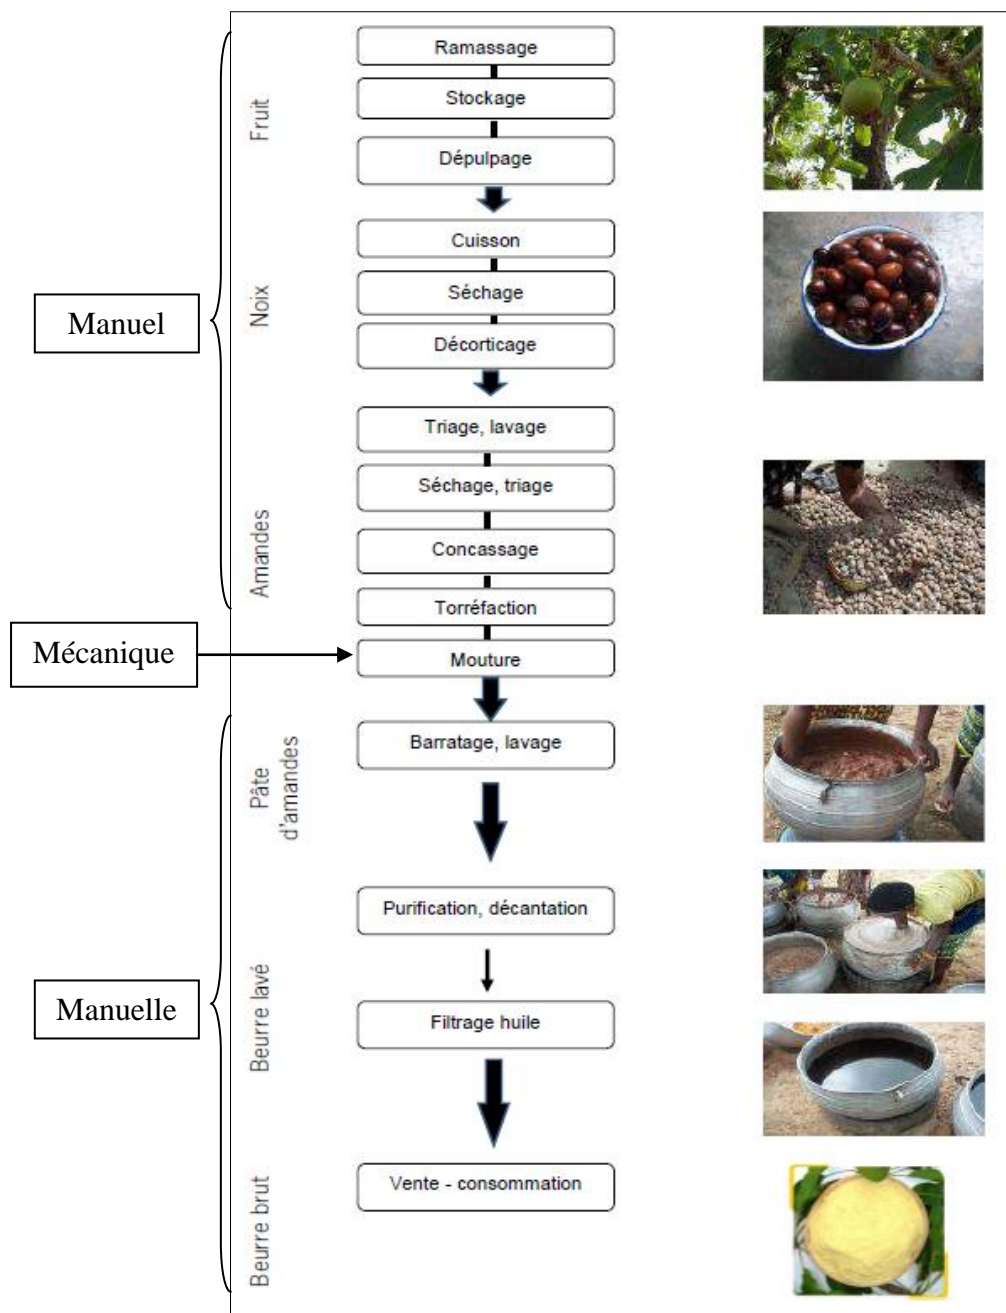 Ramassage
Stockage
Fruit
Dépulpage
Cuisson
Noix
Séchage
Manuel
Décorticage
Triage, lavage
Séchage, triage
Amandes
Concassage
Torréfaction
Mécanique
Mouture
Barratage, lavage
Pâte
d'amandes
Purification, décantation
Manuelle
Beurre lavé
Filtrage huile
Vente - consommation
Beurre brut